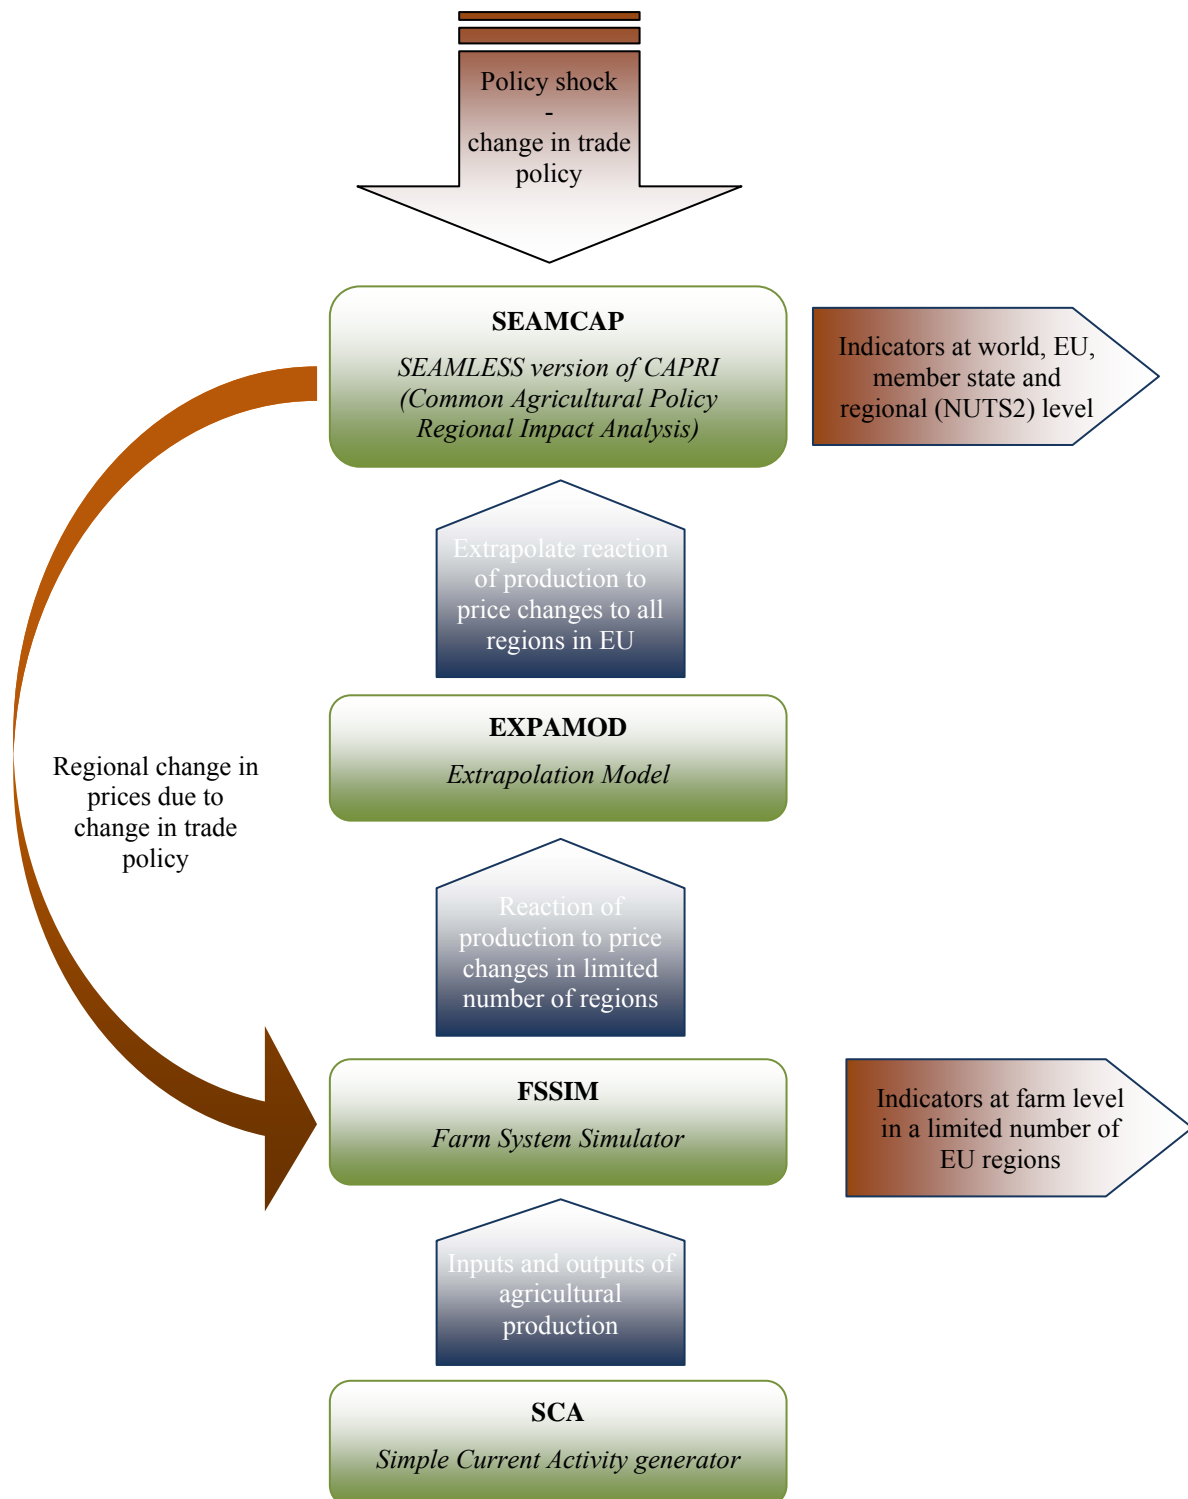 Policy shock
-
change in trade
policy
SEAMCAP
SEAMLESS version of CAPRI
(Common Agricultural Policy
Regional Impact Analysis)
Indicators at world, EU,
member state and
regional (NUTS2) level
Extrapolate reaction
of production to
price changes to all
regions in EU
EXPAMOD
Extrapolation Model
Regional change in
prices due to
change in trade
policy
Reaction of
production to price
changes in limited
number of regions
FSSIM
Farm System Simulator
Indicators at farm level
in a limited number of
EU regions
Inputs and outputs of
agricultural
production
SCA
Simple Current Activity generator